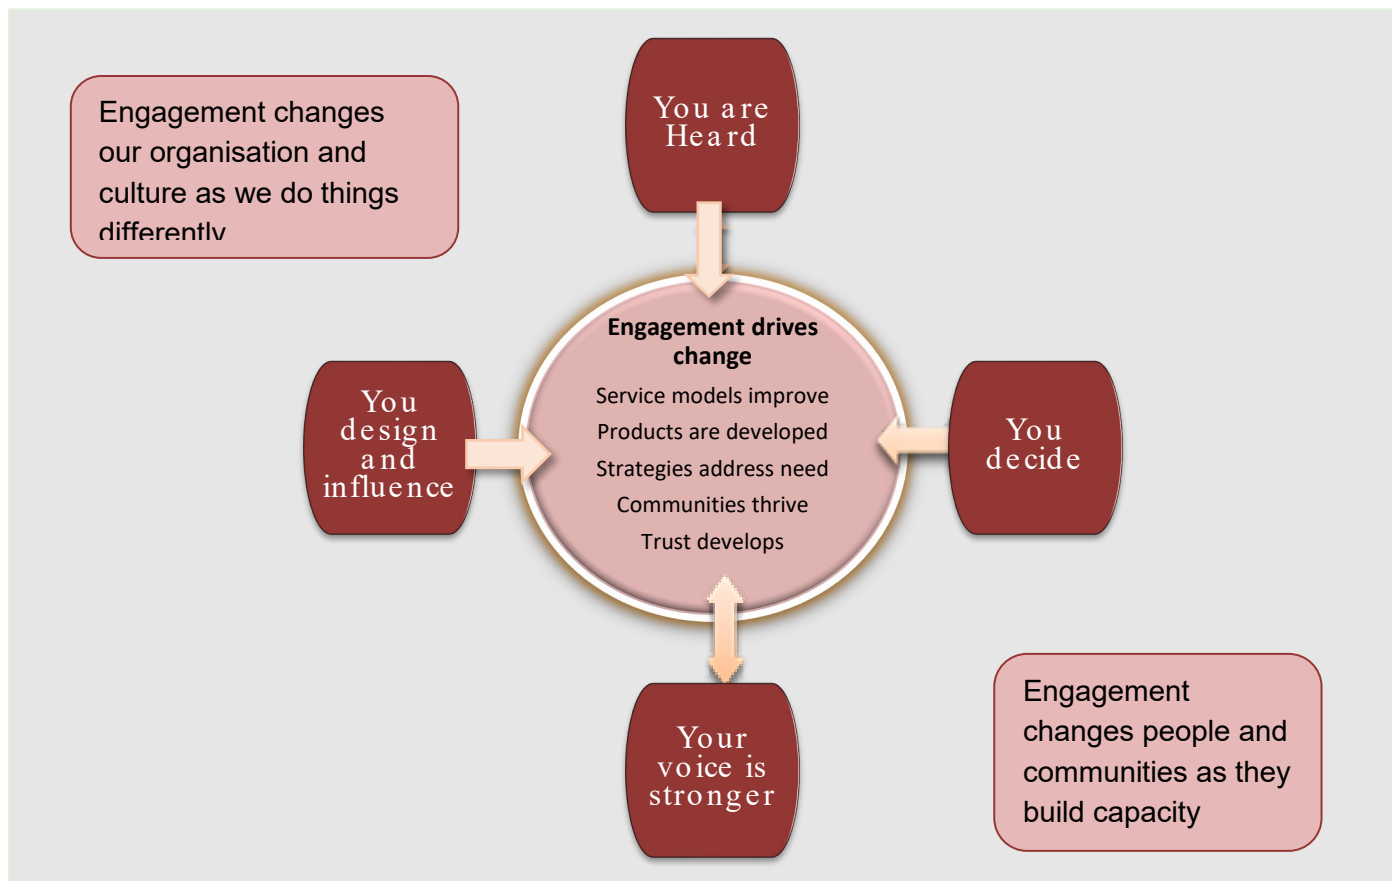 Engagement changes
our organisation and
culture as we do things
differently
You are
Heard
Engagement drives
change
Service models improve
Products are developed
Strategies address need
Communities thrive
Trust develops
You
design
and
influence
You
decide
Your
voice is
stronger
Engagement
changes people and
communities as they
build capacity